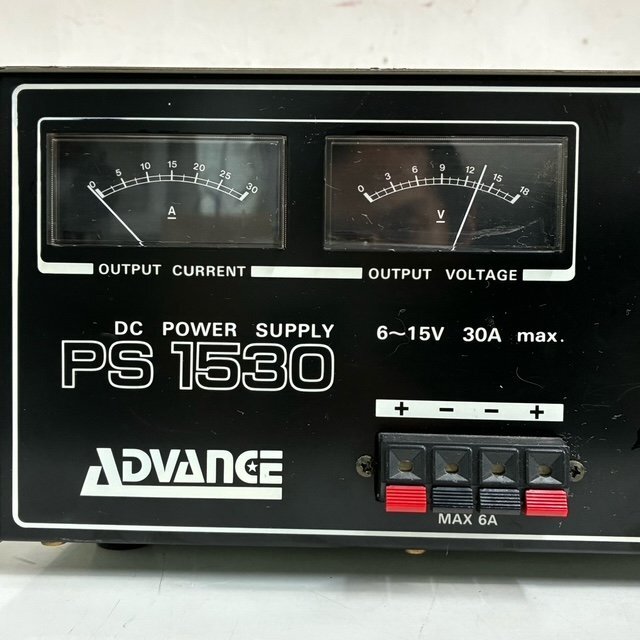 0 5 10 15 20 25 30
A
0 3 6 9 12 15 18
V
OUTPUT CURRENT
OUTPUT VOLTAGE
DC POWER SUPPLY
6~15V 30A max.
PS 1530
+ − − +
ADVANCE
MAX 6A